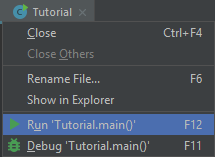 Tutorial
Close Ctrl+F4
Close Others
Rename File... F6
Show in Explorer
Run 'Tutorial.main()' F12
Debug 'Tutorial.main()' F11